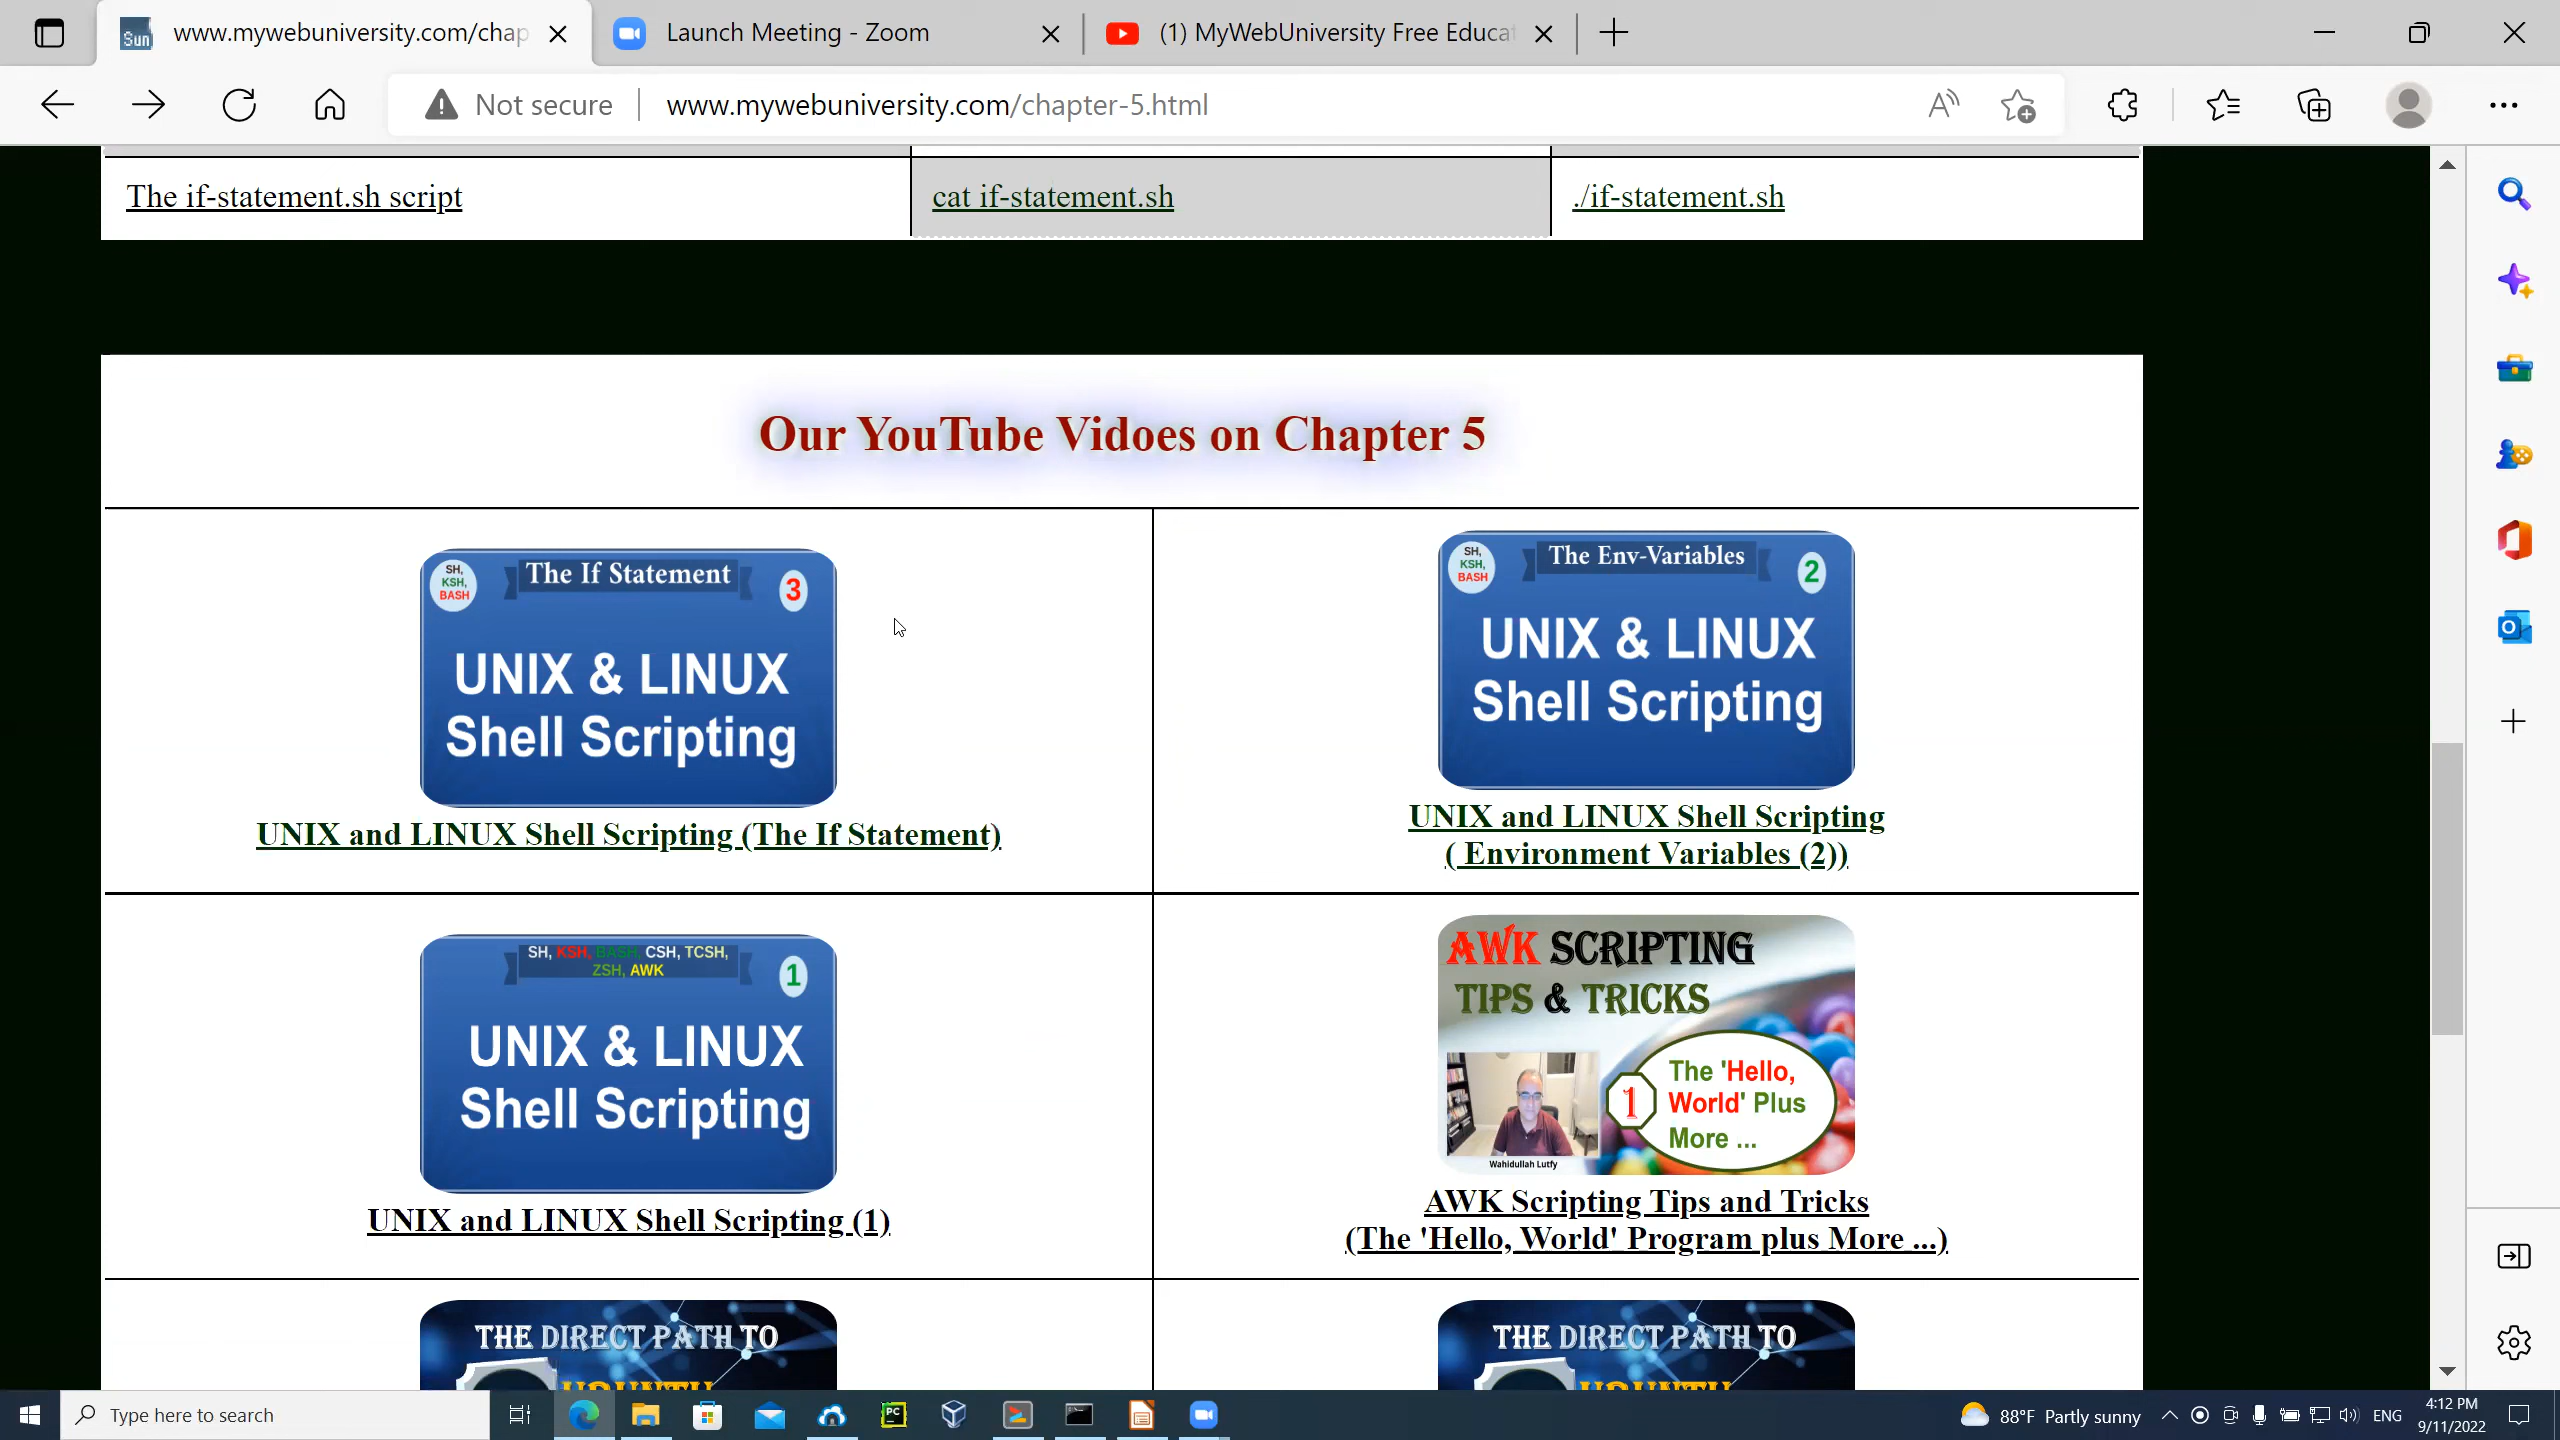 Sun
www.mywebuniversity.com/chap
Launch Meeting - Zoom
(1) MyWebUniversity Free Educat
Not secure
www.mywebuniversity.com/chapter-5.html
The if-statement.sh script
cat if-statement.sh
./if-statement.sh
Our YouTube Vidoes on Chapter 5
SH,
KSH,
BASH
The If Statement
3
UNIX & LINUX
Shell Scripting
UNIX and LINUX Shell Scripting (The If Statement)
SH,
KSH,
BASH
The Env-Variables
2
UNIX & LINUX
Shell Scripting
UNIX and LINUX Shell Scripting
( Environment Variables (2))
SH, KSH, BASH, CSH, TCSH,
ZSH, AWK
1
UNIX & LINUX
Shell Scripting
UNIX and LINUX Shell Scripting (1)
AWK SCRIPTING
TIPS & TRICKS
1
The 'Hello,
World' Plus
More ...
Wahidullah Lutfy
AWK Scripting Tips and Tricks
(The 'Hello, World' Program plus More ...)
THE DIRECT PATH TO
UBUNTU
THE DIRECT PATH TO
UBUNTU
Type here to search
PC
88°F Partly sunny
ENG
4:12 PM
9/11/2022